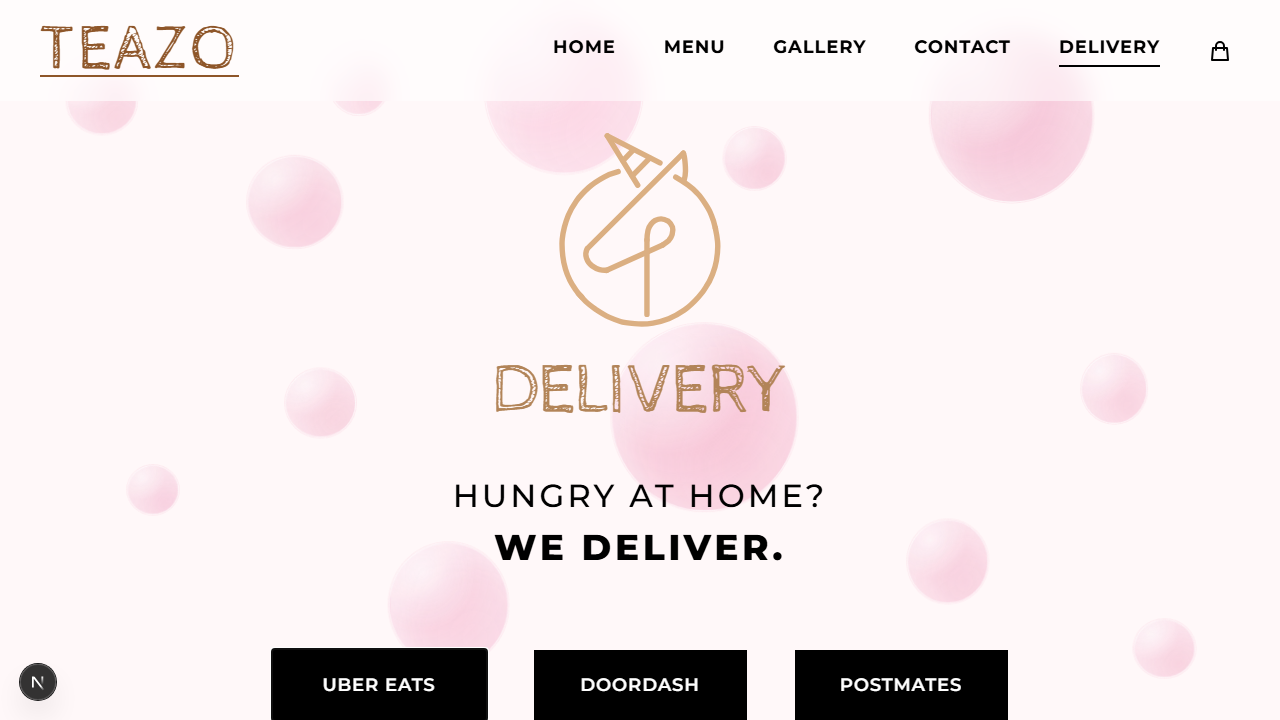 TEAZO
HOME MENU GALLERY CONTACT DELIVERY
DELIVERY
HUNGRY AT HOME?
WE DELIVER.
UBER EATS DOORDASH POSTMATES
N